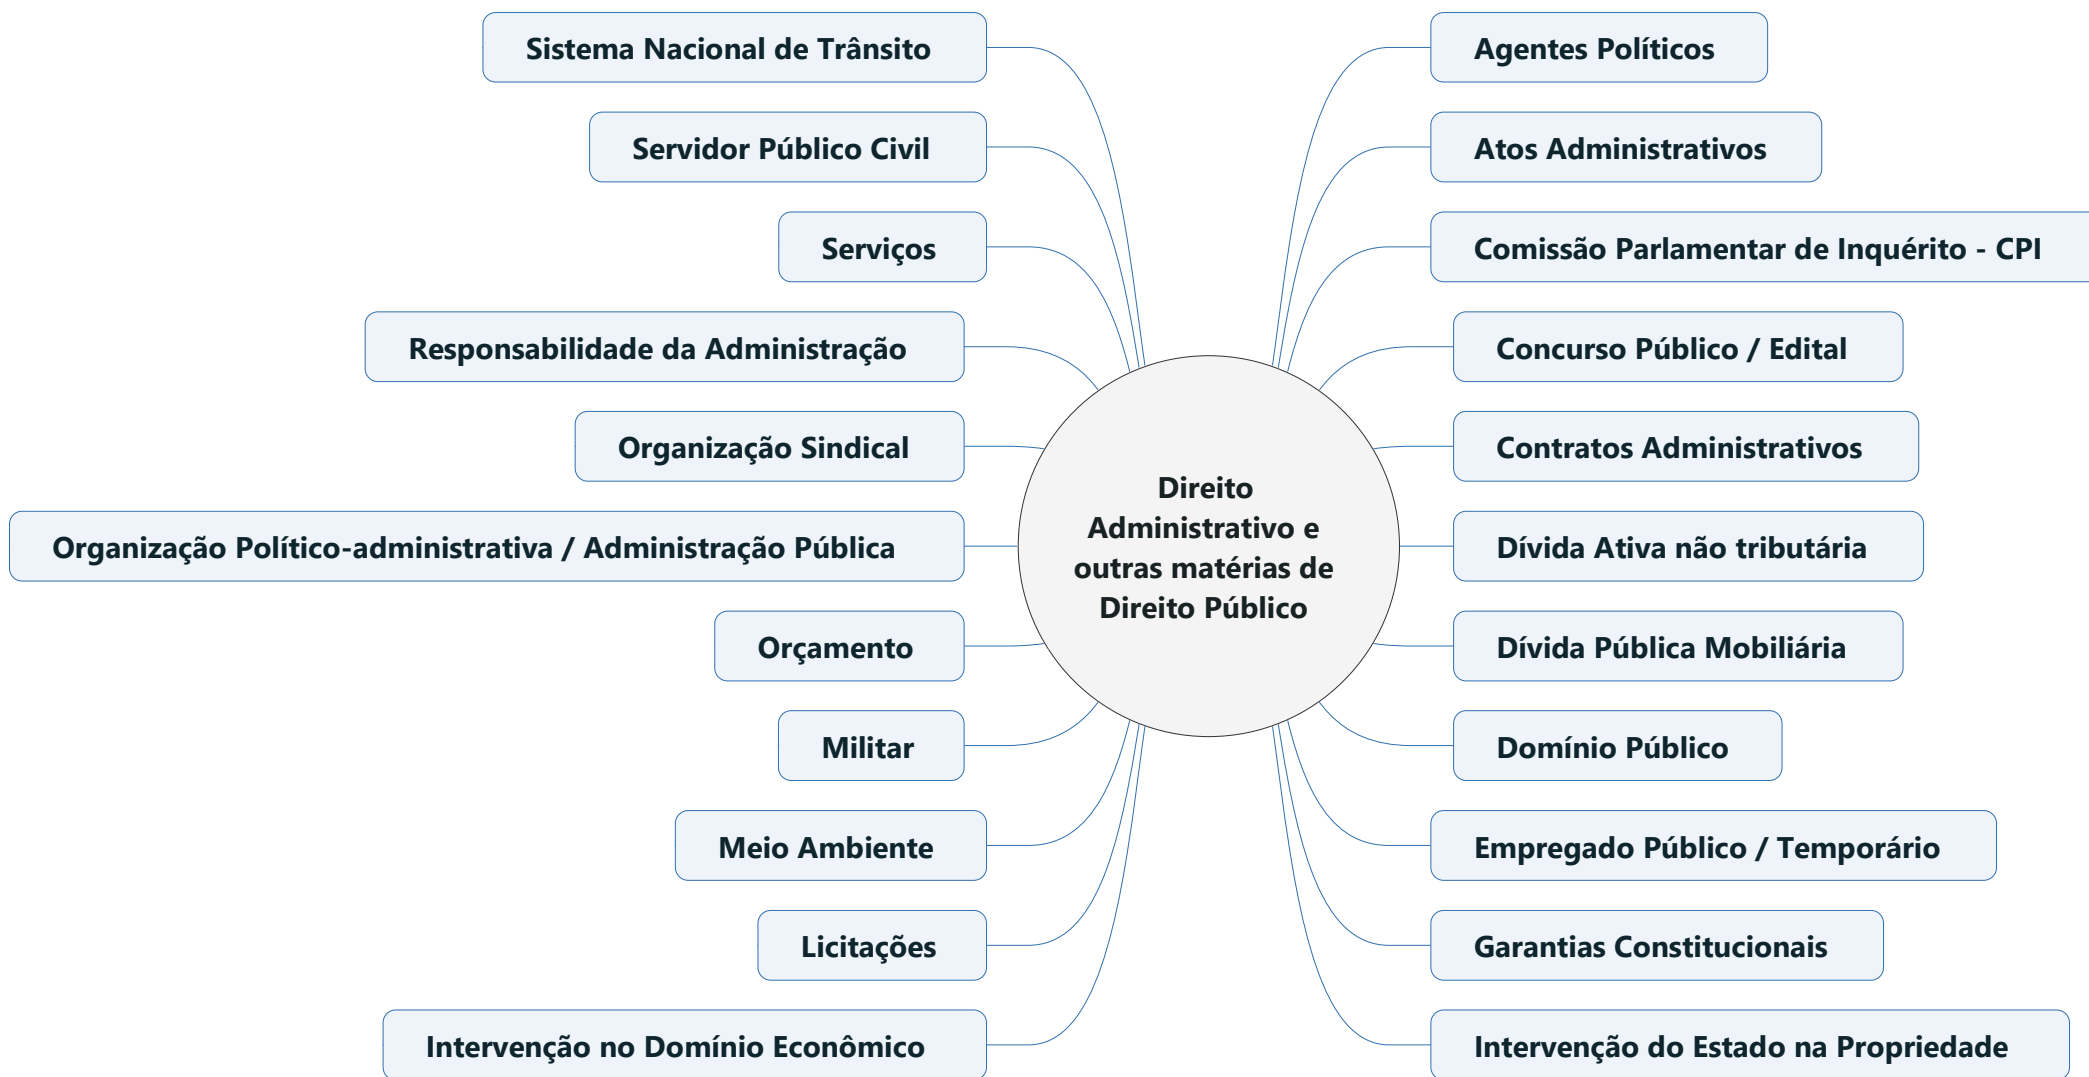 Sistema Nacional de Trânsito
Servidor Público Civil
Serviços
Responsabilidade da Administração
Organização Sindical
Organização Político-administrativa / Administração Pública
Orçamento
Militar
Meio Ambiente
Licitações
Intervenção no Domínio Econômico
Direito
Administrativo e
outras matérias de
Direito Público
Agentes Políticos
Atos Administrativos
Comissão Parlamentar de Inquérito - CPI
Concurso Público / Edital
Contratos Administrativos
Dívida Ativa não tributária
Dívida Pública Mobiliária
Domínio Público
Empregado Público / Temporário
Garantias Constitucionais
Intervenção do Estado na Propriedade